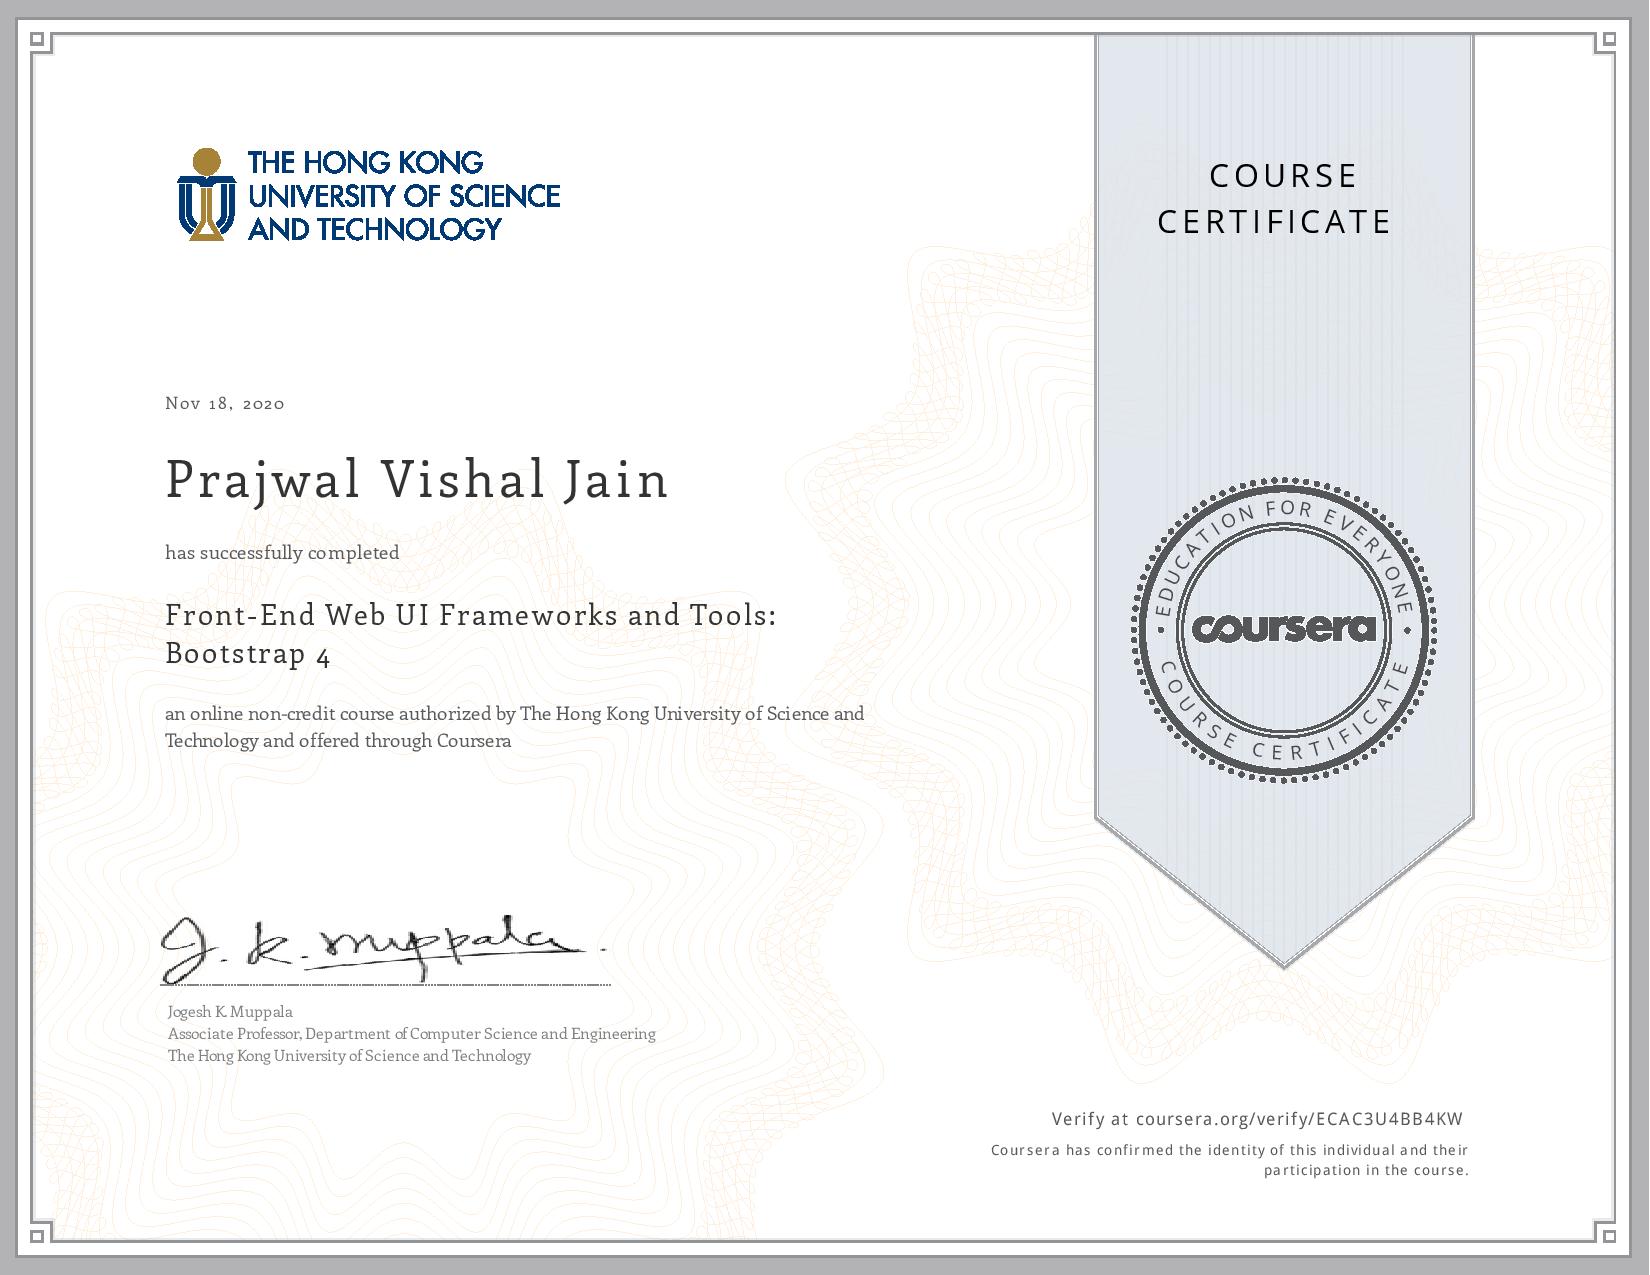 THE HONG KONG
UNIVERSITY OF SCIENCE
AND TECHNOLOGY
COURSE
CERTIFICATE
Nov 18, 2020
Prajwal Vishal Jain
has successfully completed
Front-End Web UI Frameworks and Tools:
Bootstrap 4
an online non-credit course authorized by The Hong Kong University of Science and
Technology and offered through Coursera
EDUCATION FOR EVERYONE
coursera
COURSE CERTIFICATE
J. K. Muppala.
Jogesh K. Muppala
Associate Professor, Department of Computer Science and Engineering
The Hong Kong University of Science and Technology
Verify at coursera.org/verify/ECAC3U4BB4KW
Coursera has confirmed the identity of this individual and their
participation in the course.